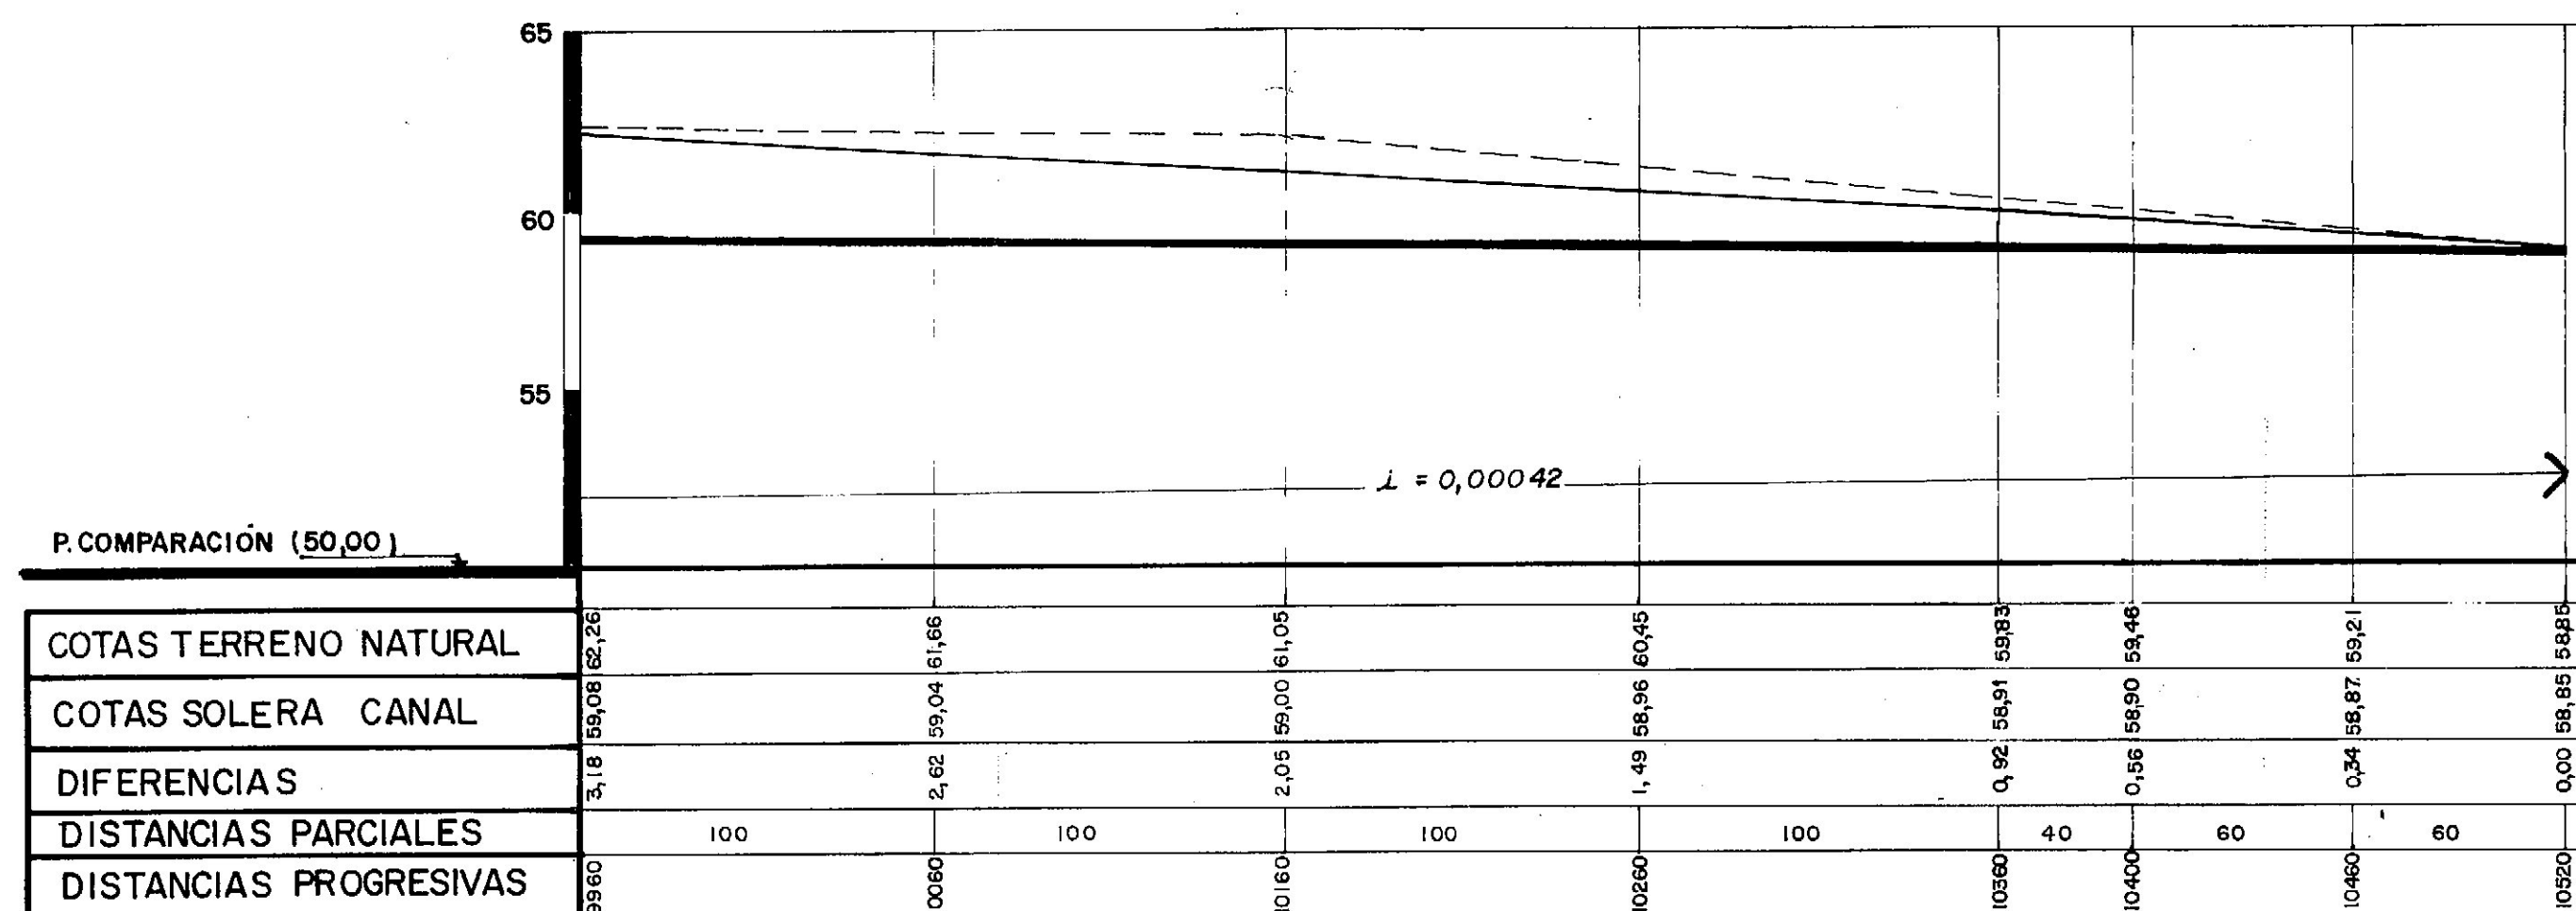 65
60
55
i = 0,00042
P. COMPARACIÓN (50,00)
COTAS TERRENO NATURAL 62,26 61,66 61,05 60,45 59,83 59,46 59,21 58,85
COTAS SOLERA CANAL 59,08 59,04 59,00 58,96 58,91 58,90 58,87 58,85
DIFERENCIAS 3,18 2,62 2,05 1,49 0,92 0,56 0,34 0,00
DISTANCIAS PARCIALES 100 100 100 100 40 60 60
DISTANCIAS PROGRESIVAS 9960 0060 10160 10260 10360 10400 10460 10520